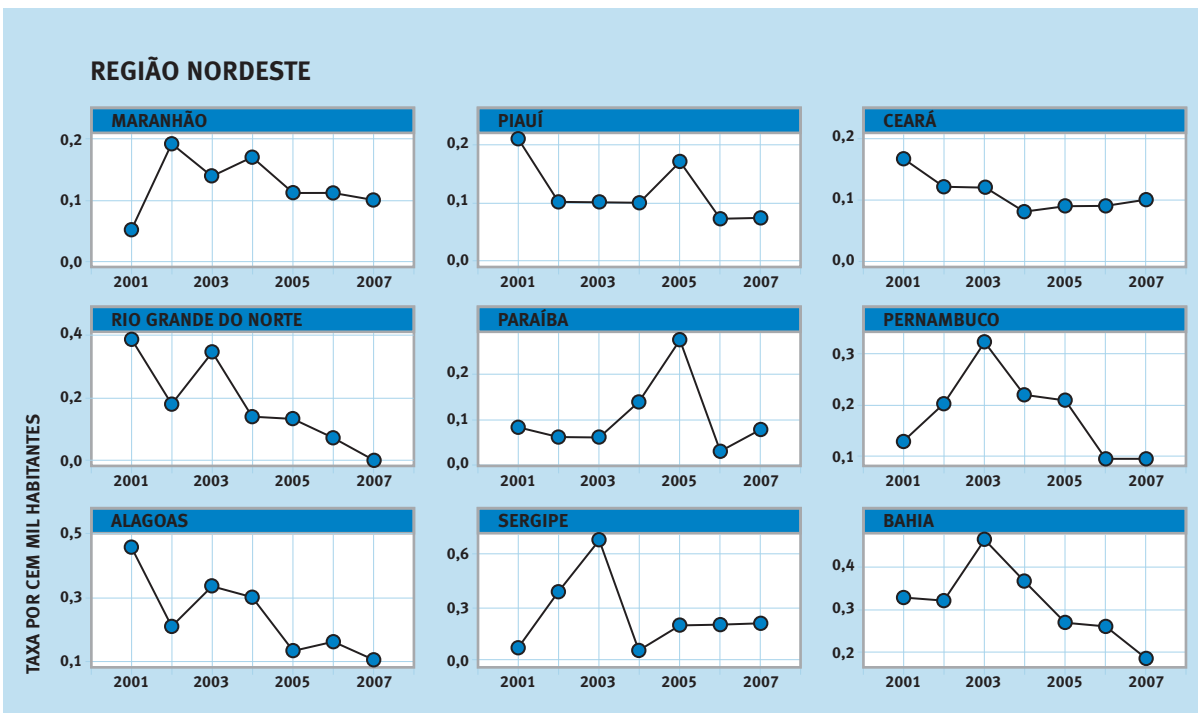 REGIÃO NORDESTE
TAXA POR CEM MIL HABITANTES
MARANHÃO
0,2
0,1
0,0
2001 2003 2005 2007
PIAUÍ
0,2
0,1
0,0
2001 2003 2005 2007
CEARÁ
0,2
0,1
0,0
2001 2003 2005 2007
RIO GRANDE DO NORTE
0,4
0,2
0,0
2001 2003 2005 2007
PARAÍBA
0,2
0,1
0,0
2001 2003 2005 2007
PERNAMBUCO
0,3
0,2
0,1
2001 2003 2005 2007
ALAGOAS
0,5
0,3
0,1
2001 2003 2005 2007
SERGIPE
0,6
0,3
0,0
2001 2003 2005 2007
BAHIA
0,4
0,3
0,2
2001 2003 2005 2007